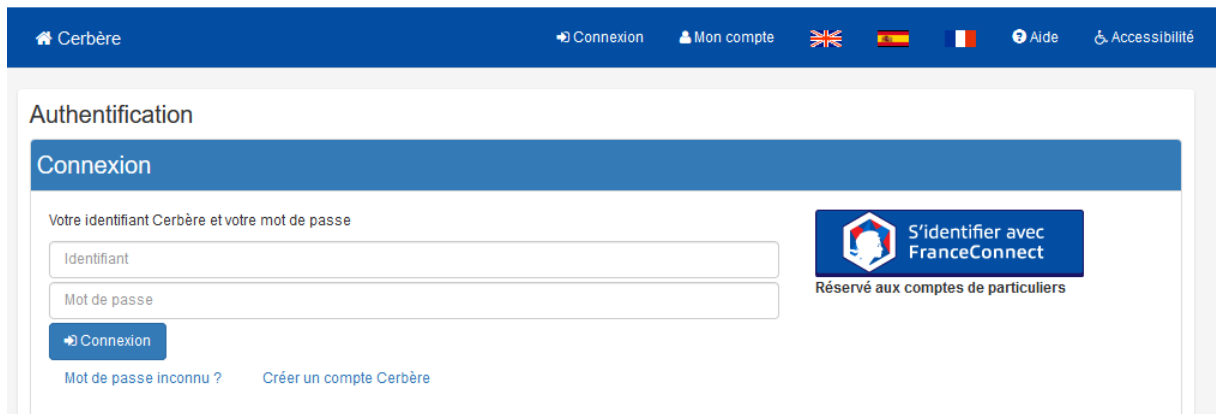 Cerbère Connexion Mon compte Aide Accessibilité
Authentification
Connexion
Votre identifiant Cerbère et votre mot de passe
Identifiant
Mot de passe
Connexion
Mot de passe inconnu ? Créer un compte Cerbère
S'identifier avec
FranceConnect
Réservé aux comptes de particuliers